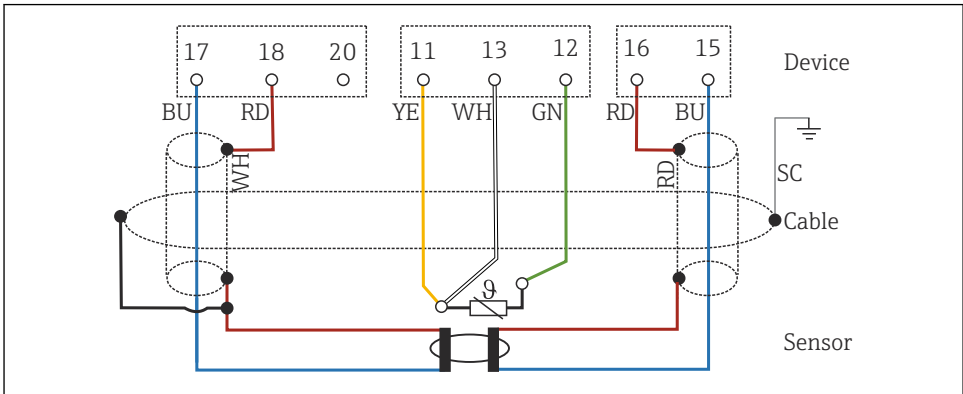 17 18 20 11 13 12 16 15 Device
BU RD YE WH GN RD BU
WH RD SC
Cable
ϑ
Sensor